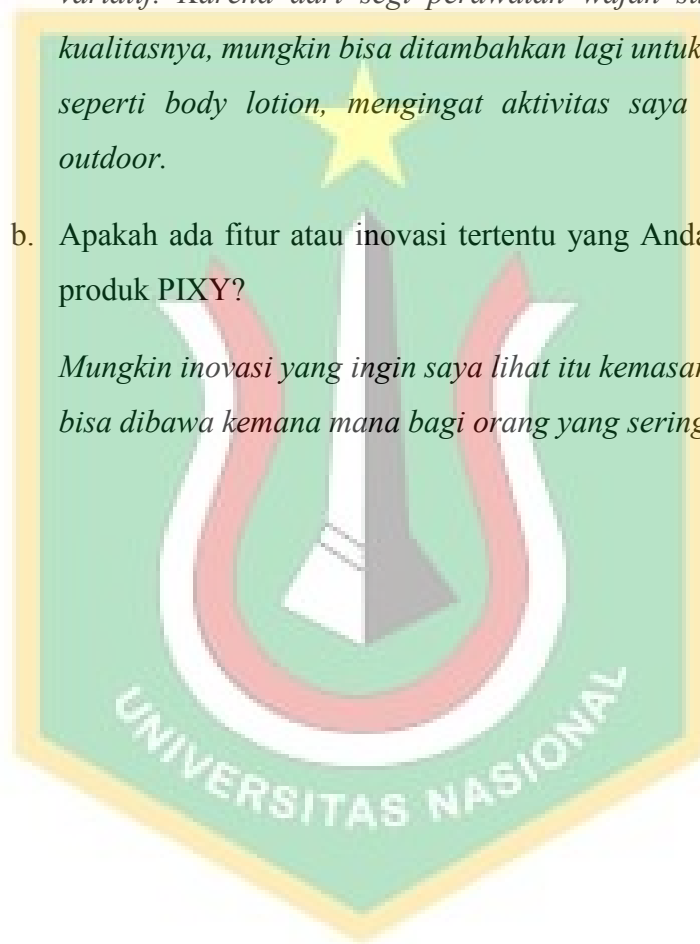 variatif. Karena dari segi perawatan wajah
kualitasnya, mungkin bisa ditambahkan lagi untuk
seperti body lotion, mengingat aktivitas saya
outdoor.
b. Apakah ada fitur atau inovasi tertentu yang Anda
produk PIXY?
Mungkin inovasi yang ingin saya lihat itu kemasan
bisa dibawa kemana mana bagi orang yang sering
UNIVERSITAS NASIONAL